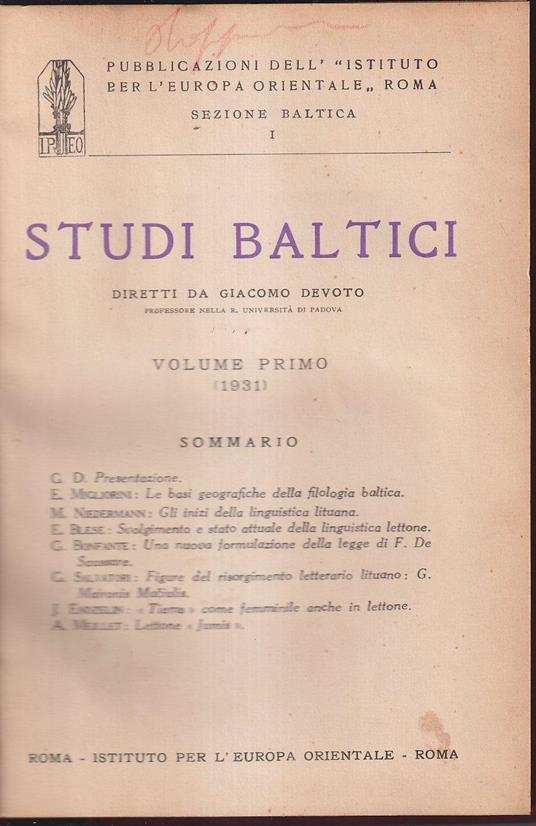 PUBBLICAZIONI DELL' "ISTITUTO
PER L'EUROPA ORIENTALE„ ROMA
SEZIONE BALTICA
I
I.P. E.O
STUDI BALTICI
DIRETTI DA GIACOMO DEVOTO
PROFESSORE NELLA R. UNIVERSITÀ DI PADOVA
VOLUME PRIMO
(1931)
SOMMARIO
G. D. Presentazione.
E. MIGLIORINI: Le basi geografiche della filologia baltica.
M. NIEDERMANN: Gli inizi della linguistica lituana.
E. BLESE: Svolgimento e stato attuale della linguistica lettone.
G. BONFANTE: Una nuova formulazione della legge di F. De
Saussure.
G. SALVATORI: Figure del risorgimento letterario lituano: G.
Maironis
J. ENDZELIN: « » come femminile anche in lettone.
A. MEILLET: Lettone « ».
ROMA - ISTITUTO PER L'EUROPA ORIENTALE - ROMA